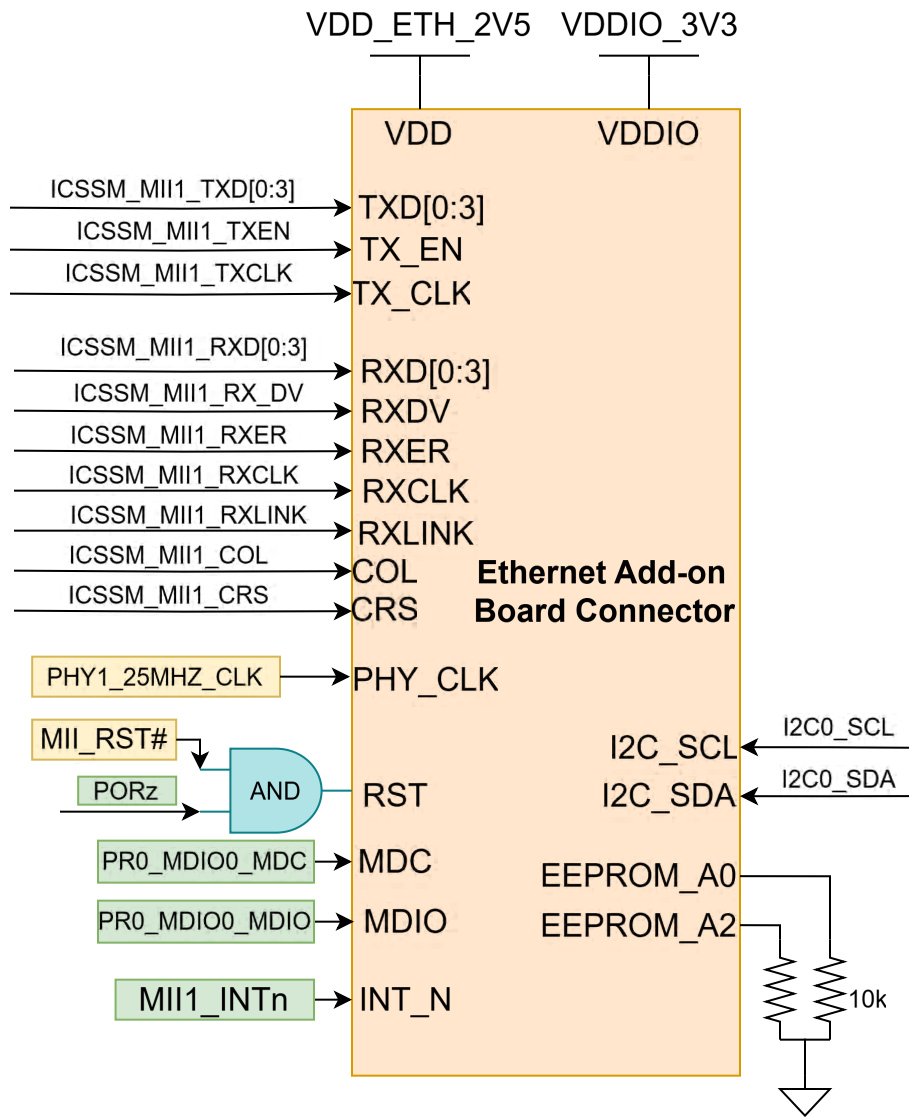 VDD_ETH_2V5
VDDIO_3V3
VDD
VDDIO
ICSSM_MII1_TXD[0:3]
TXD[0:3]
ICSSM_MII1_TXEN
TX_EN
ICSSM_MII1_TXCLK
TX_CLK
ICSSM_MII1_RXD[0:3]
RXD[0:3]
ICSSM_MII1_RX_DV
RXDV
ICSSM_MII1_RXER
RXER
ICSSM_MII1_RXCLK
RXCLK
ICSSM_MII1_RXLINK
RXLINK
ICSSM_MII1_COL
COL
ICSSM_MII1_CRS
CRS
Ethernet Add-on
Board Connector
PHY1_25MHZ_CLK
PHY_CLK
MII_RST#
PORz
AND
RST
I2C_SCL
I2C0_SCL
I2C_SDA
I2C0_SDA
PR0_MDIO0_MDC
MDC
PR0_MDIO0_MDIO
MDIO
EEPROM_A0
EEPROM_A2
MII1_INTn
INT_N
10k